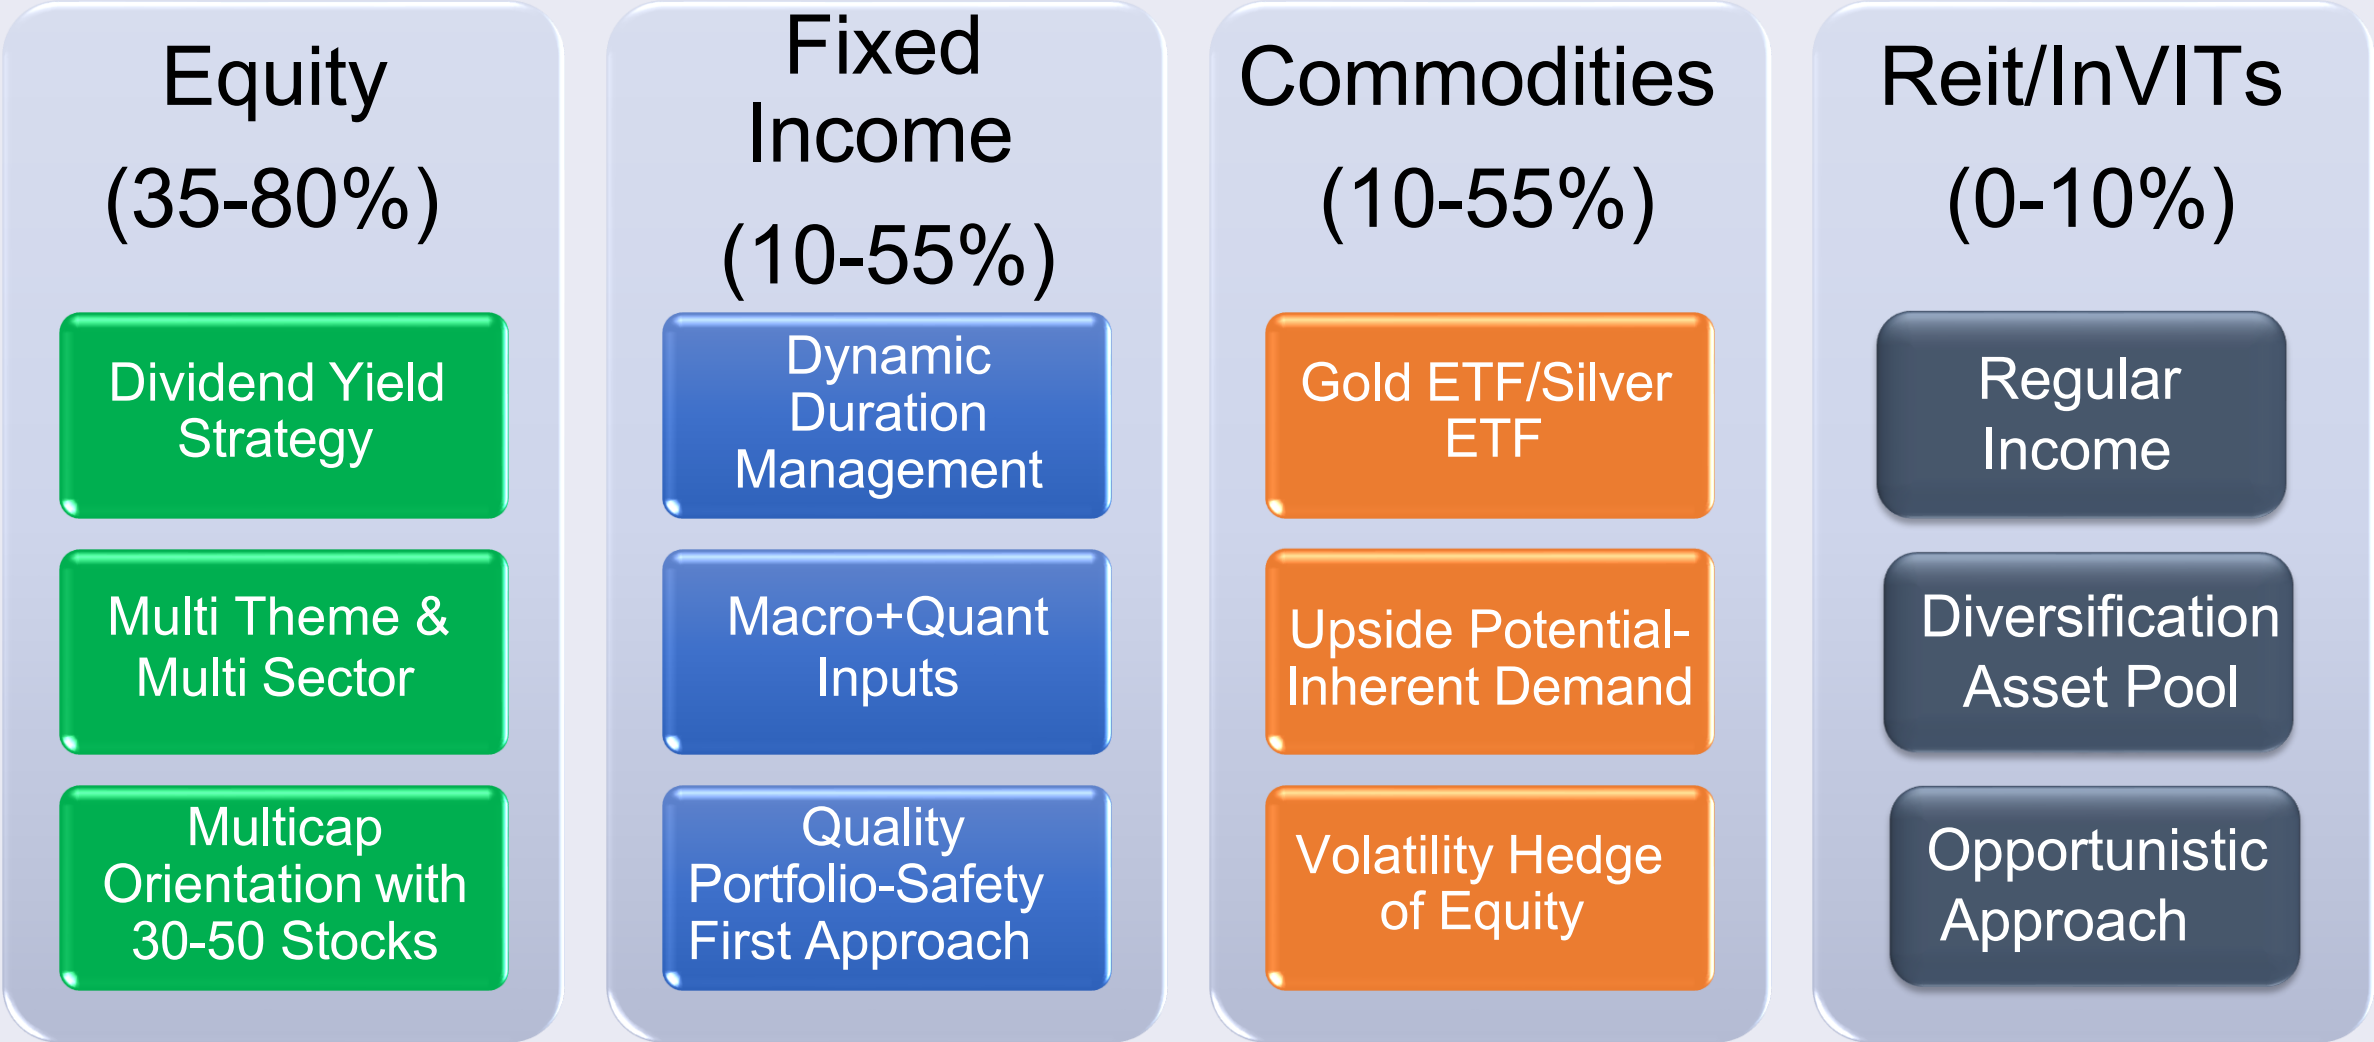 Equity
(35-80%)
Dividend Yield
Strategy
Multi Theme &
Multi Sector
Multicap
Orientation with
30-50 Stocks
Fixed
Income
(10-55%)
Dynamic
Duration
Management
Macro+Quant
Inputs
Quality
Portfolio-Safety
First Approach
Commodities
(10-55%)
Gold ETF/Silver
ETF
Upside Potential-
Inherent Demand
Volatility Hedge
of Equity
Reit/InVITs
(0-10%)
Regular
Income
Diversification
Asset Pool
Opportunistic
Approach